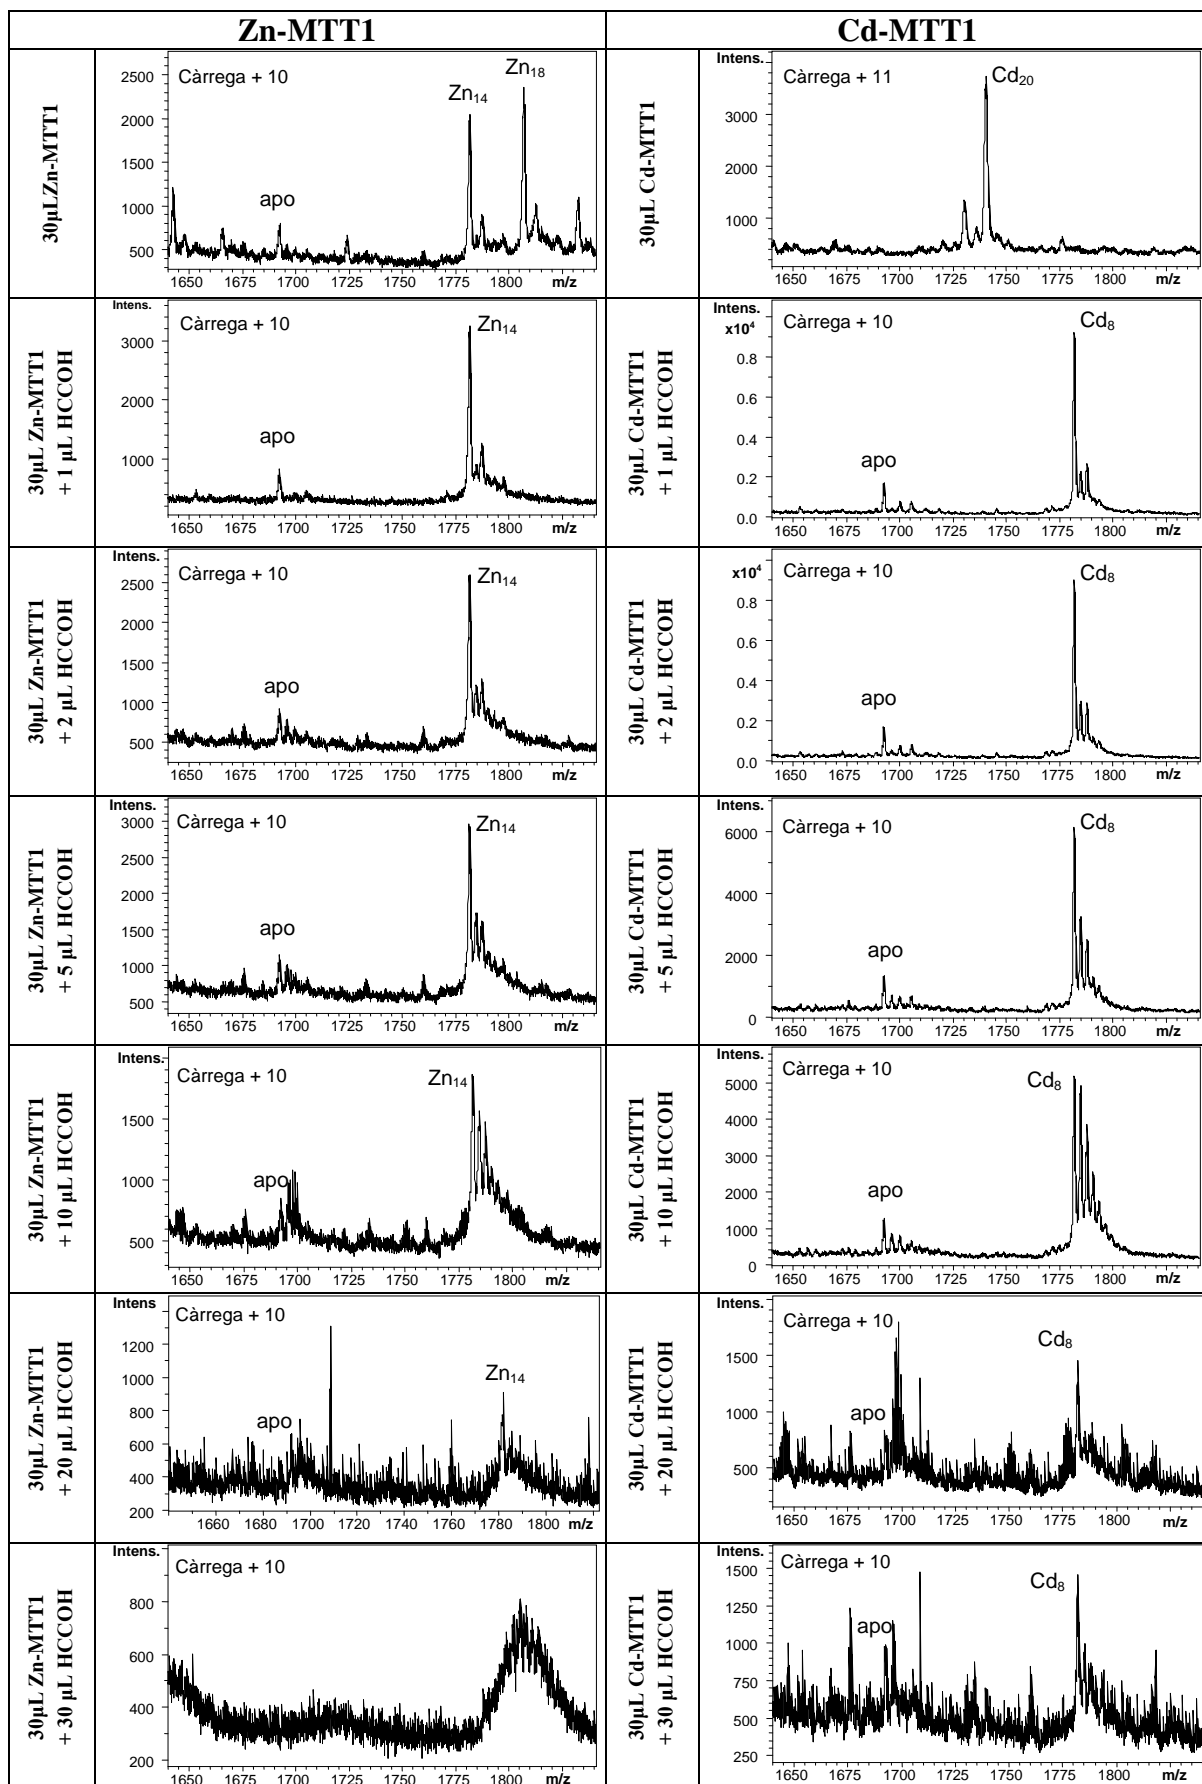 Zn-MTT1
Cd-MTT1
30µLZn-MTT1
Càrrega + 10
apo
Zn14
Zn18
2500
2000
1500
1000
500
1650 1675 1700 1725 1750 1775 1800 m/z
30µL Cd-MTT1
Intens.
Càrrega + 11
Cd20
3000
2000
1000
1650 1675 1700 1725 1750 1775 1800 m/z
30µL Zn-MTT1
+ 1 µL HCCOH
Intens.
Càrrega + 10
apo
Zn14
3000
2000
1000
1650 1675 1700 1725 1750 1775 1800 m/z
30µL Cd-MTT1
+ 1 µL HCCOH
Intens.
x10⁴
Càrrega + 10
apo
Cd8
0.8
0.6
0.4
0.2
0.0
1650 1675 1700 1725 1750 1775 1800 m/z
30µL Zn-MTT1
+ 2 µL HCCOH
Intens.
Càrrega + 10
apo
Zn14
2500
2000
1500
1000
500
1650 1675 1700 1725 1750 1775 1800 m/z
30µL Cd-MTT1
+ 2 µL HCCOH
x10⁴
Càrrega + 10
apo
Cd8
0.8
0.6
0.4
0.2
0.0
1650 1675 1700 1725 1750 1775 1800 m/z
30µL Zn-MTT1
+ 5 µL HCCOH
Intens.
Càrrega + 10
apo
Zn14
3000
2500
2000
1500
1000
500
1650 1675 1700 1725 1750 1775 1800 m/z
30µL Cd-MTT1
+ 5 µL HCCOH
Intens.
Càrrega + 10
apo
Cd8
6000
4000
2000
0
1650 1675 1700 1725 1750 1775 1800 m/z
30µL Zn-MTT1
+ 10 µL HCCOH
Intens.
Càrrega + 10
apo
Zn14
1500
1000
500
1650 1675 1700 1725 1750 1775 1800 m/z
30µL Cd-MTT1
+ 10 µL HCCOH
Intens.
Càrrega + 10
apo
Cd8
5000
4000
3000
2000
1000
0
1650 1675 1700 1725 1750 1775 1800 m/z
30µL Zn-MTT1
+ 20 µL HCCOH
Intens
Càrrega + 10
apo
Zn14
1200
1000
800
600
400
200
1660 1680 1700 1720 1740 1760 1780 1800 m/z
30µL Cd-MTT1
+ 20 µL HCCOH
Intens.
Càrrega + 10
apo
Cd8
1500
1000
500
1650 1675 1700 1725 1750 1775 1800 m/z
30µL Zn-MTT1
+ 30 µL HCCOH
Intens.
Càrrega + 10
800
600
400
200
1650 1675 1700 1725 1750 1775 1800 m/z
30µL Cd-MTT1
+ 30 µL HCCOH
Intens.
Càrrega + 10
apo
Cd8
1500
1250
1000
750
500
250
1650 1675 1700 1725 1750 1775 1800 m/z